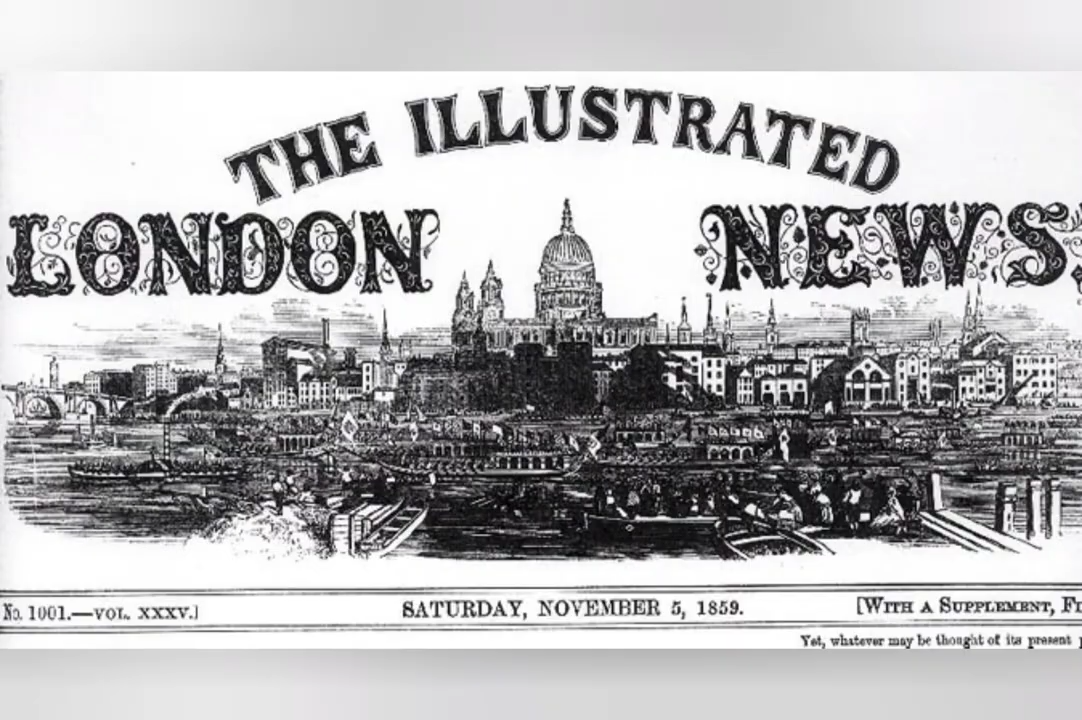 THE ILLUSTRATED
LONDON NEWS
No. 1001.—VOL. XXXV.]
SATURDAY, NOVEMBER 5, 1859.
[WITH A SUPPLEMENT,
Yet, whatever may be thought of its present